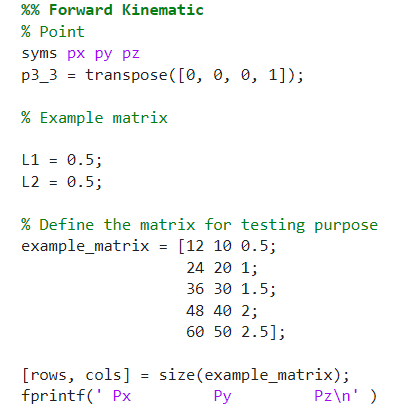 %% Forward Kinematic
% Point
syms px py pz
p3_3 = transpose([0, 0, 0, 1]);
% Example matrix
L1 = 0.5;
L2 = 0.5;
% Define the matrix for testing purpose
example_matrix = [12 10 0.5;
24 20 1;
36 30 1.5;
48 40 2;
60 50 2.5];
[rows, cols] = size(example_matrix);
fprintf(' Px          Py          Pz\n' )